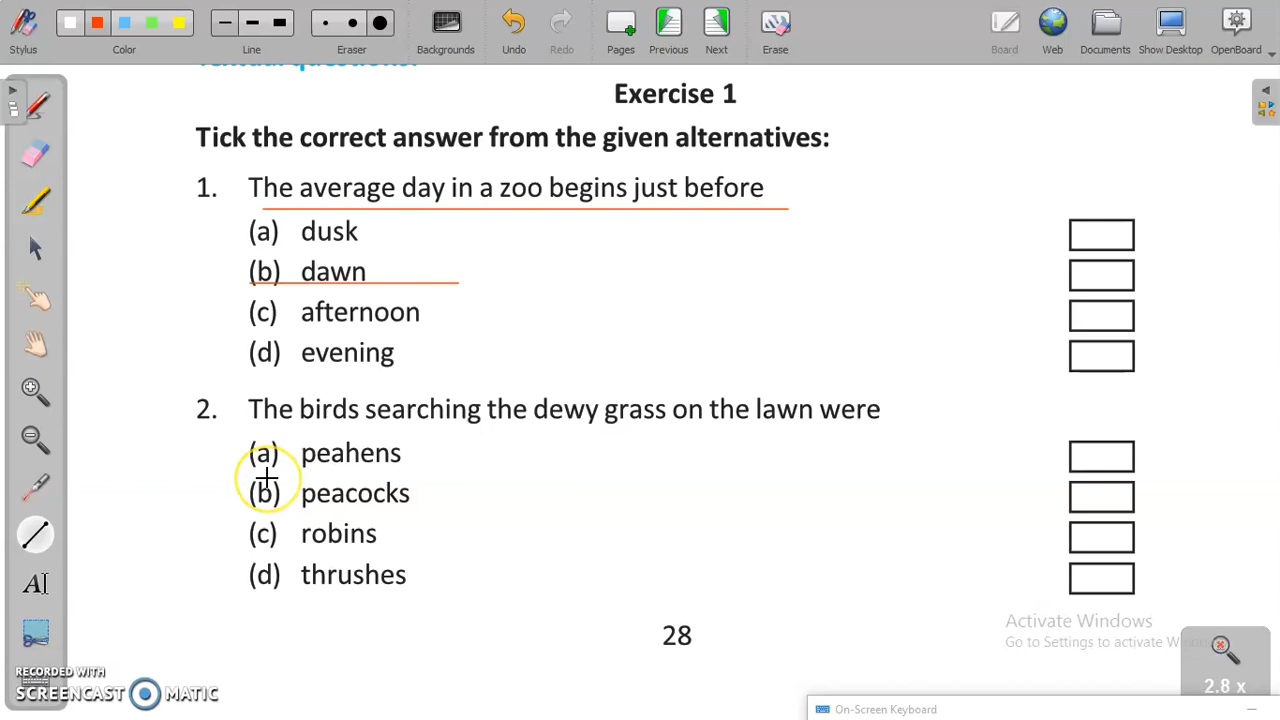 Stylus
Color
Line
Eraser
Backgrounds
Undo
Redo
Pages
Previous
Next
Erase
Board
Web
Documents
Show Desktop
OpenBoard
Textual questions:
Exercise 1
Tick the correct answer from the given alternatives:
1. The average day in a zoo begins just before
(a) dusk
(b) dawn
(c) afternoon
(d) evening
2. The birds searching the dewy grass on the lawn were
(a) peahens
(b) peacocks
(c) robins
(d) thrushes
28
Activate Windows
Go to Settings to activate
2.8 x
RECORDED WITH
SCREENCAST MATIC
On-Screen Keyboard